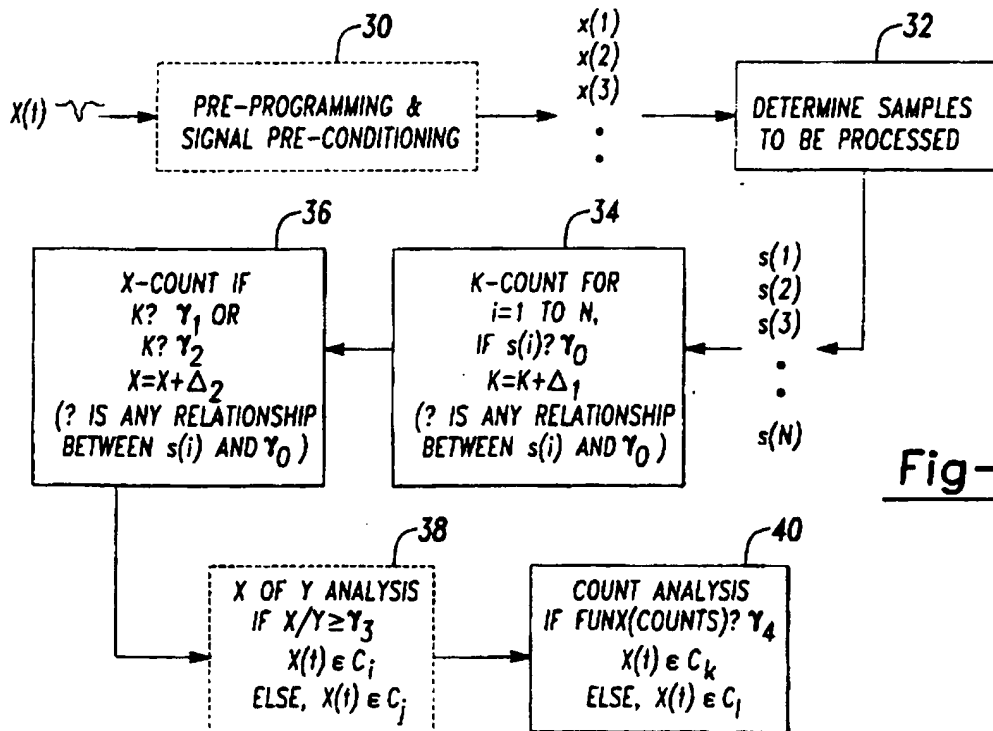 30
X(t)
PRE-PROGRAMMING &
SIGNAL PRE-CONDITIONING
x(1)
x(2)
x(3)
32
DETERMINE SAMPLES
TO BE PROCESSED
36
X-COUNT IF
K? γ1 OR
K? γ2
X=X+Δ2
(? IS ANY RELATIONSHIP
BETWEEN s(i) AND γ0 )
34
K-COUNT FOR
i=1 TO N,
IF s(i)? γ0
K=K+Δ1
(? IS ANY RELATIONSHIP
BETWEEN s(i) AND γ0 )
s(1)
s(2)
s(3)
s(N)
Fig-
38
X OF Y ANALYSIS
IF X/Y≥γ3
X(t) ε Ci
ELSE, X(t) ε Cj
40
COUNT ANALYSIS
IF FUNX(COUNTS)? γ4
X(t) ε Ck
ELSE, X(t) ε Cl